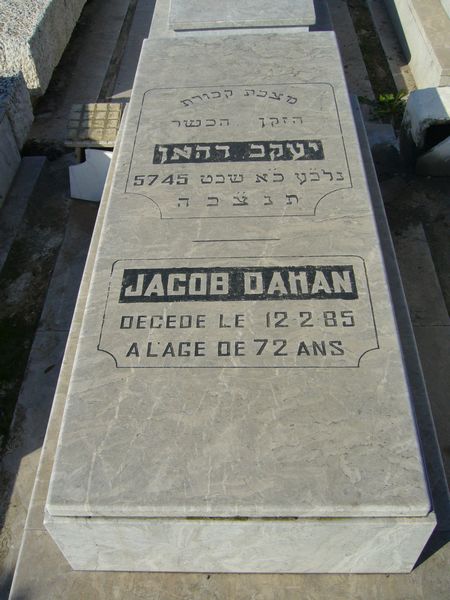 מצבת קבורת
הזקן הכשר
יעקב דהאן
נלב״ע כ״א שבט 5745
תנצבה
JACOB DAHAN
DECEDE LE 12-2 85
A L'AGE DE 72 ANS